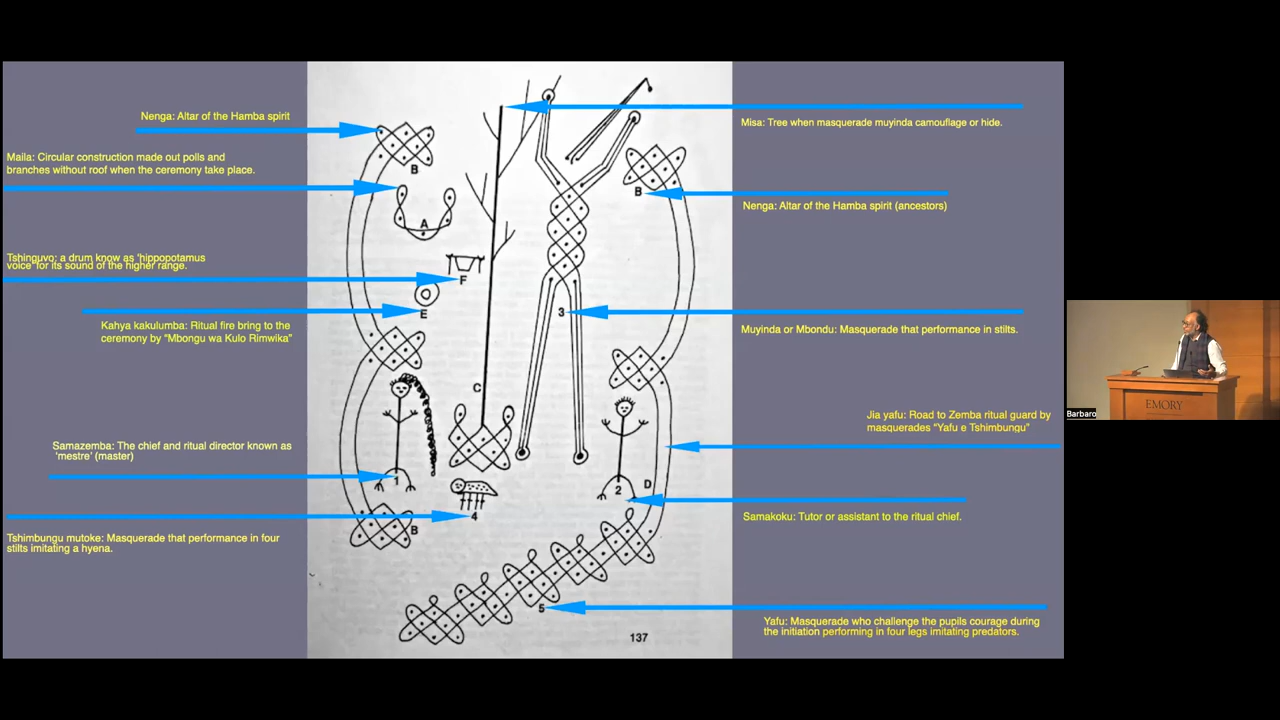 Nenga: Altar of the Hamba spirit
Maila: Circular construction made out polls and
branches without roof when the ceremony take place.
Tshinguvo: a drum know as 'hippopotamus
voice' for its sound of the higher range.
Kahya kakulumba: Ritual fire bring to the
ceremony by "Mbongu wa Kulo Rimwika"
Samazemba: The chief and ritual director known as
'mestre' (master)
Tshimbungu mutoke: Masquerade that performance in four
stilts imitating a hyena.
B
A
F
E
C
1
4
B
3
B
2
D
5
137
Misa: Tree when masquerade muyinda camouflage or hide.
Nenga: Altar of the Hamba spirit (ancestors)
Muyinda or Mbondu: Masquerade that performance in stilts.
Jia yafu: Road to Zemba ritual guard by
masquerades "Yafu e Tshimbungu"
Samakoku: Tutor or assistant to the ritual chief.
Yafu: Masquerade who challenge the pupils courage during
the initiation performing in four legs imitating predators.
EMORY
Barbaro